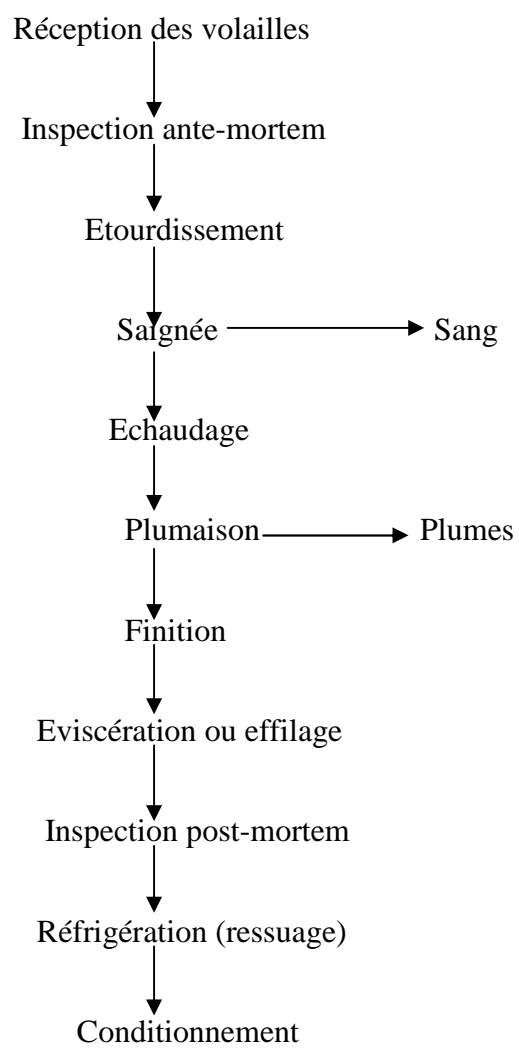 Réception des volailles
Inspection ante-mortem
Etourdissement
Saignée Sang
Echaudage
Plumaison Plumes
Finition
Eviscération ou effilage
Inspection post-mortem
Réfrigération (ressuage)
Conditionnement